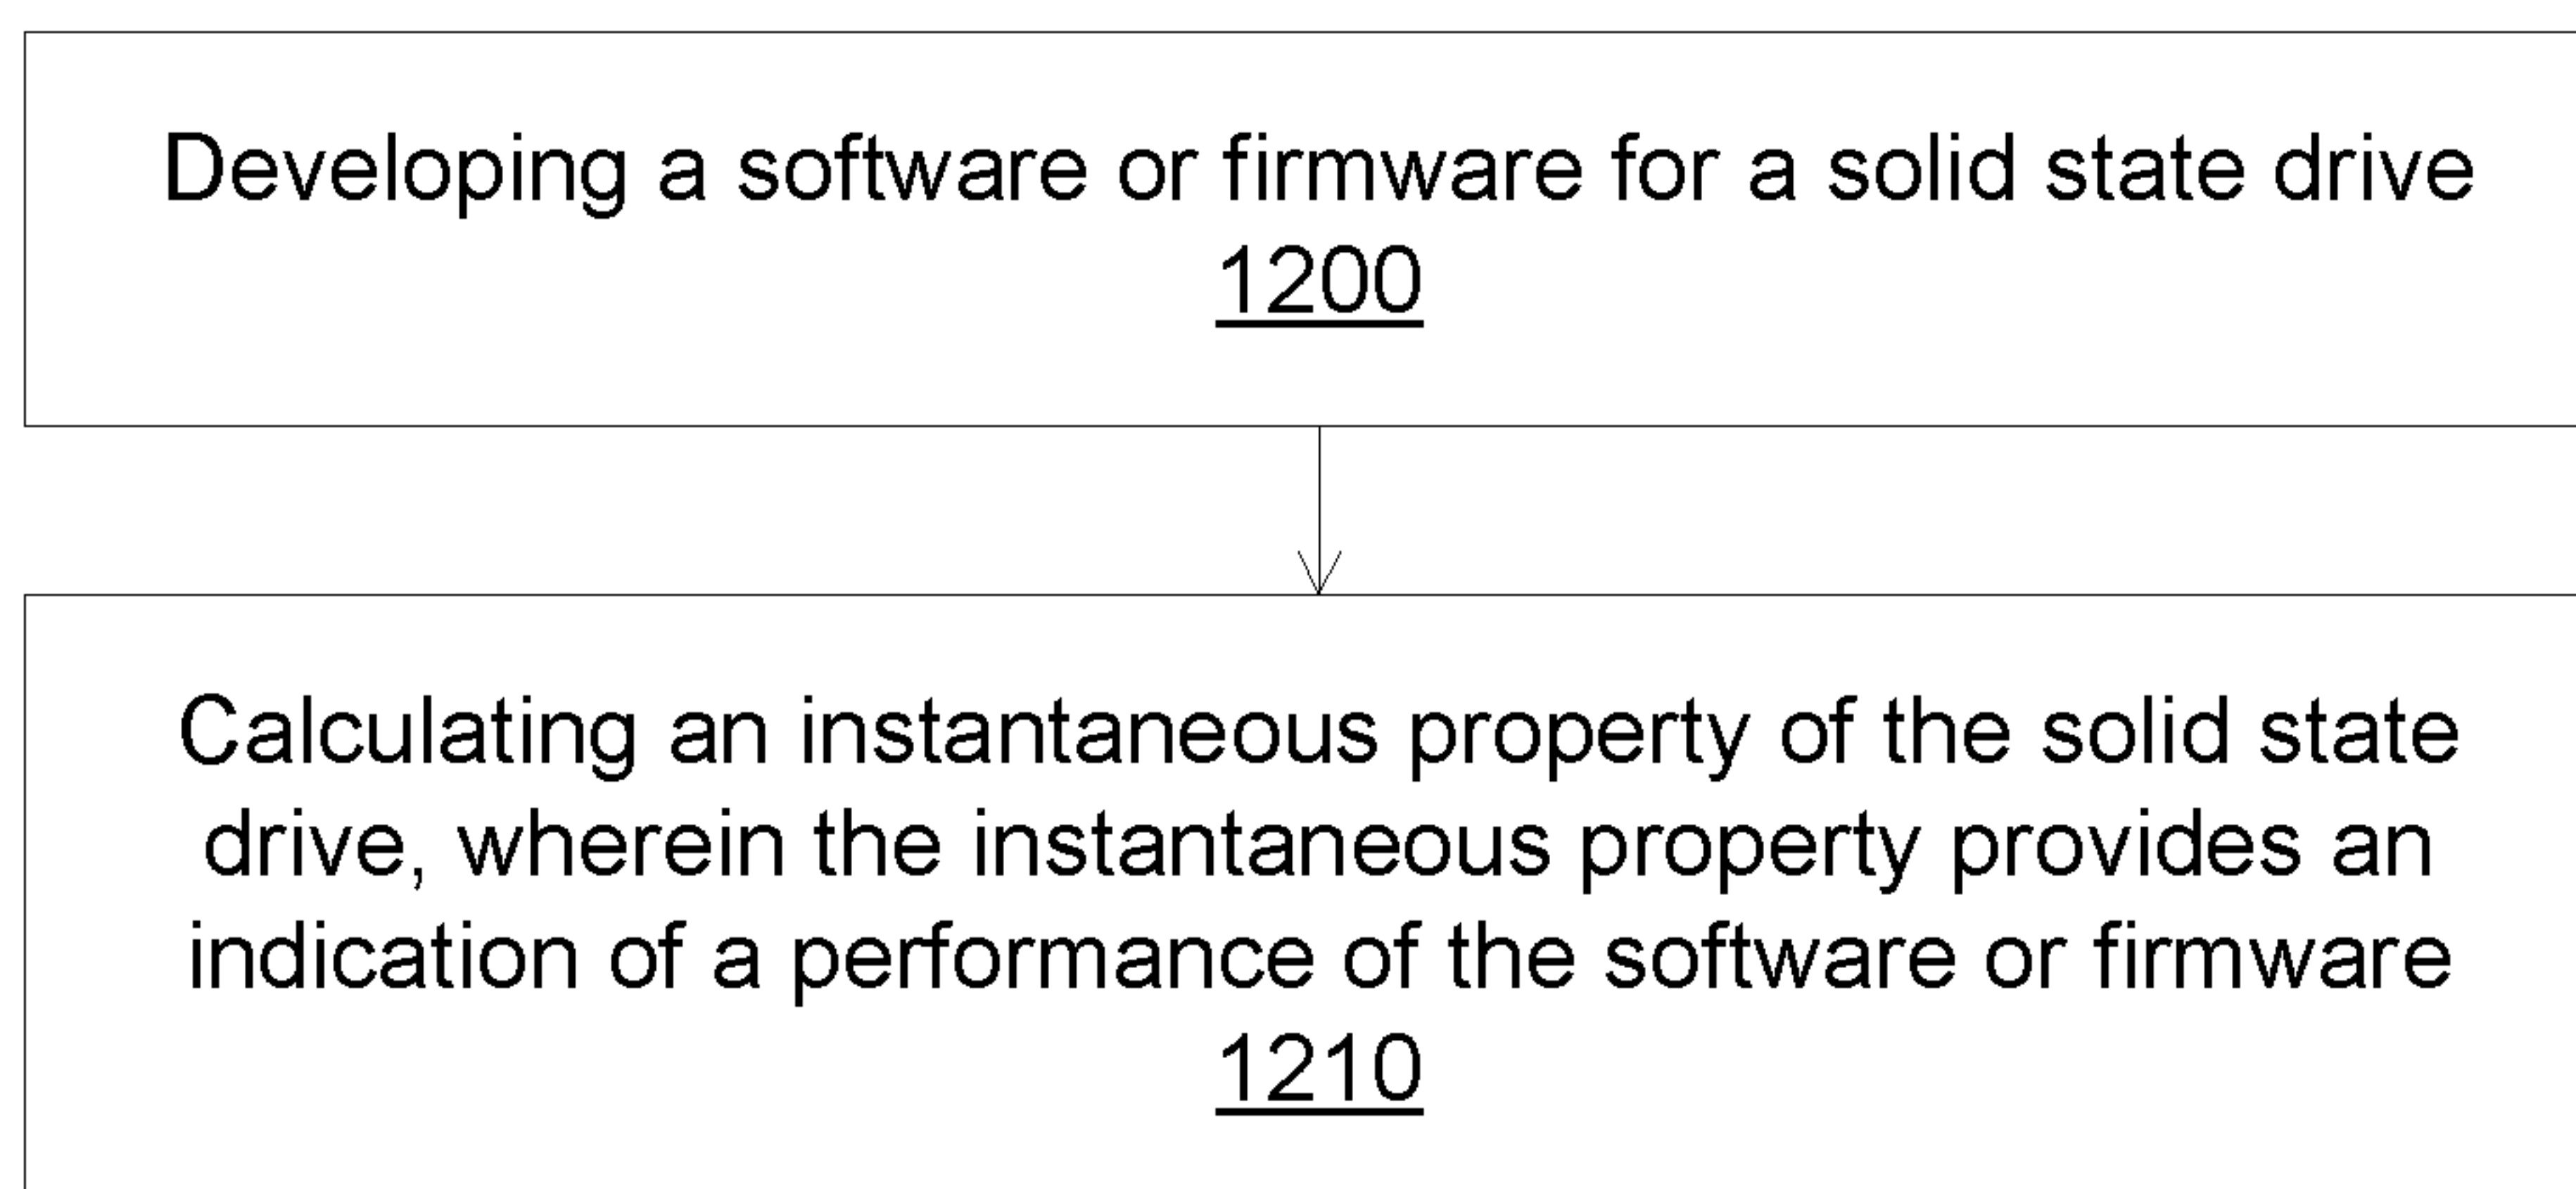 Developing a software or firmware for a solid state drive
1200
Calculating an instantaneous property of the solid state
drive, wherein the instantaneous property provides an
indication of a performance of the software or firmware
1210